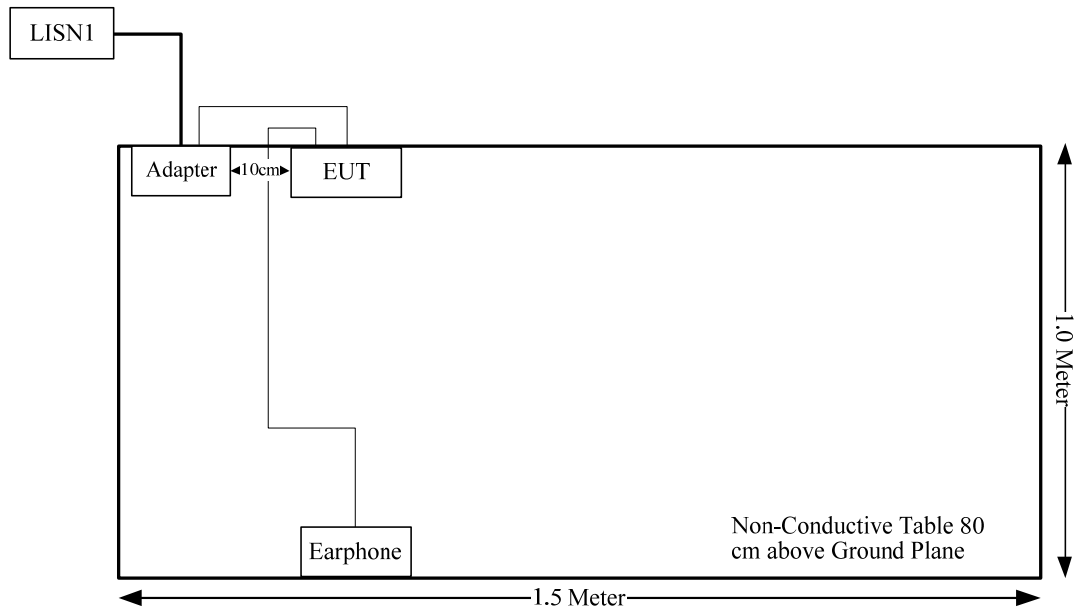 LISN1
Adapter
10cm
EUT
1.0 Meter
Earphone
Non-Conductive Table 80
cm above Ground Plane
1.5 Meter